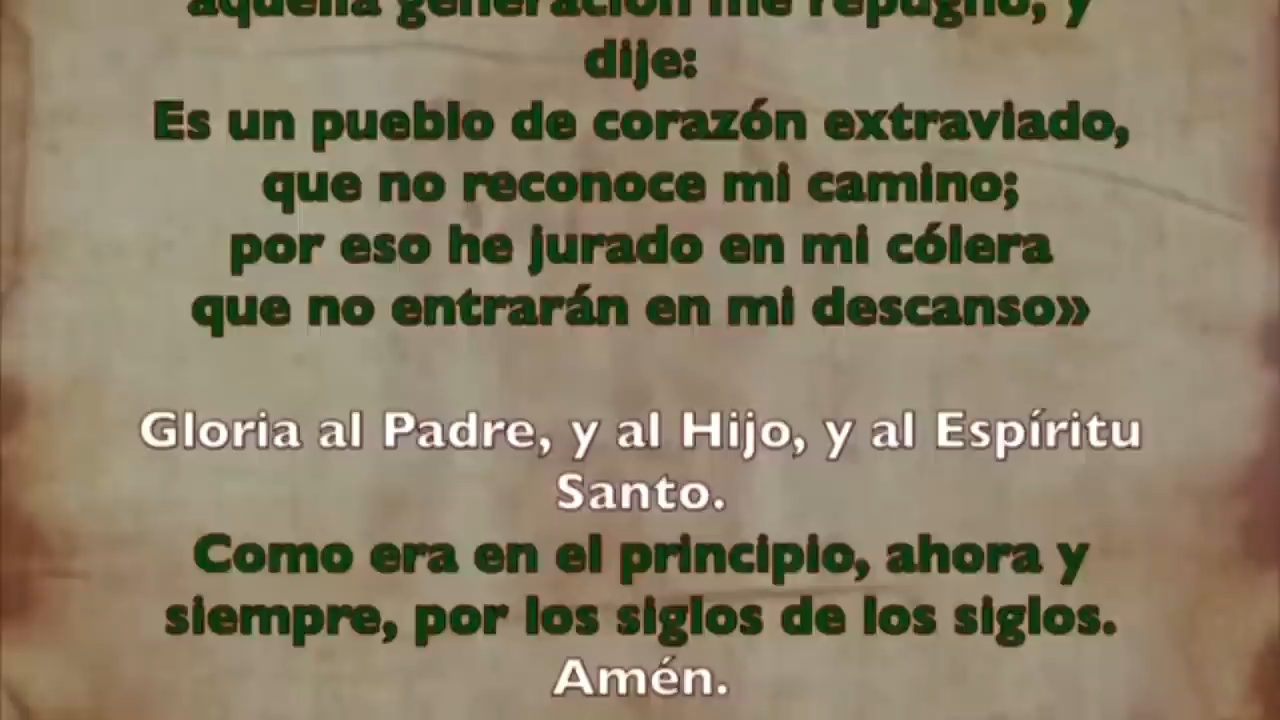 aquella generación me repugnó, y
dije:
Es un pueblo de corazón extraviado,
que no reconoce mi camino;
por eso he jurado en mi cólera
que no entrarán en mi descanso»
Gloria al Padre, y al Hijo, y al Espíritu
Santo.
Como era en el principio, ahora y
siempre, por los siglos de los siglos.
Amén.